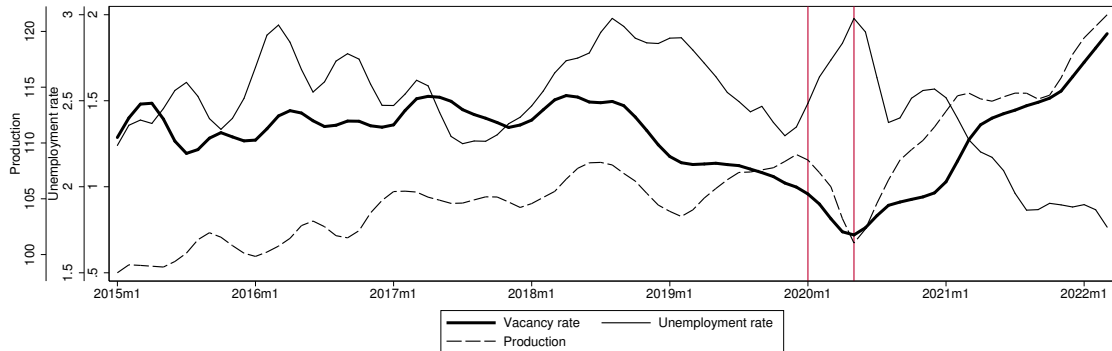 Production
120
115
110
105
100
Unemployment rate
3
2.5
2
1.5
2
1.5
1
.5
2015m1 2016m1 2017m1 2018m1 2019m1 2020m1 2021m1 2022m1
Vacancy rate Unemployment rate
Production